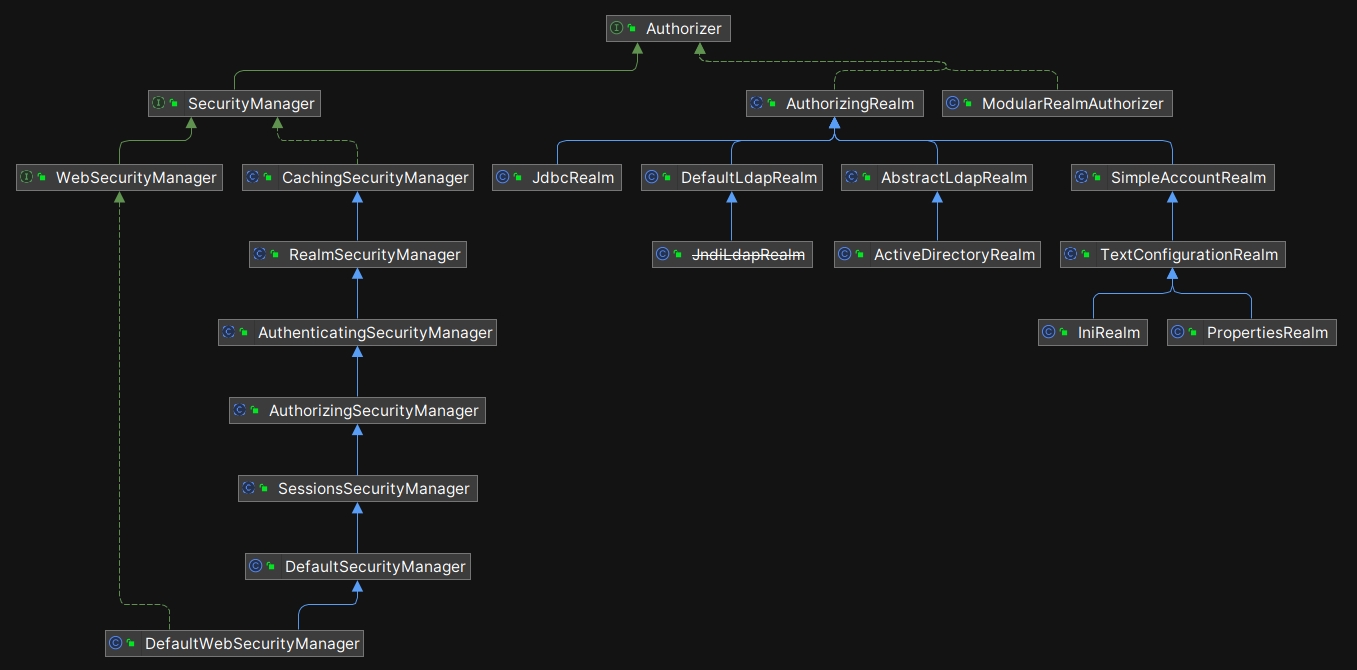 Authorizer
SecurityManager
AuthorizingRealm
ModularRealmAuthorizer
WebSecurityManager
CachingSecurityManager
JdbcRealm
DefaultLdapRealm
AbstractLdapRealm
SimpleAccountRealm
RealmSecurityManager
JndiLdapRealm
ActiveDirectoryRealm
TextConfigurationRealm
AuthenticatingSecurityManager
IniRealm
PropertiesRealm
AuthorizingSecurityManager
SessionsSecurityManager
DefaultSecurityManager
DefaultWebSecurityManager